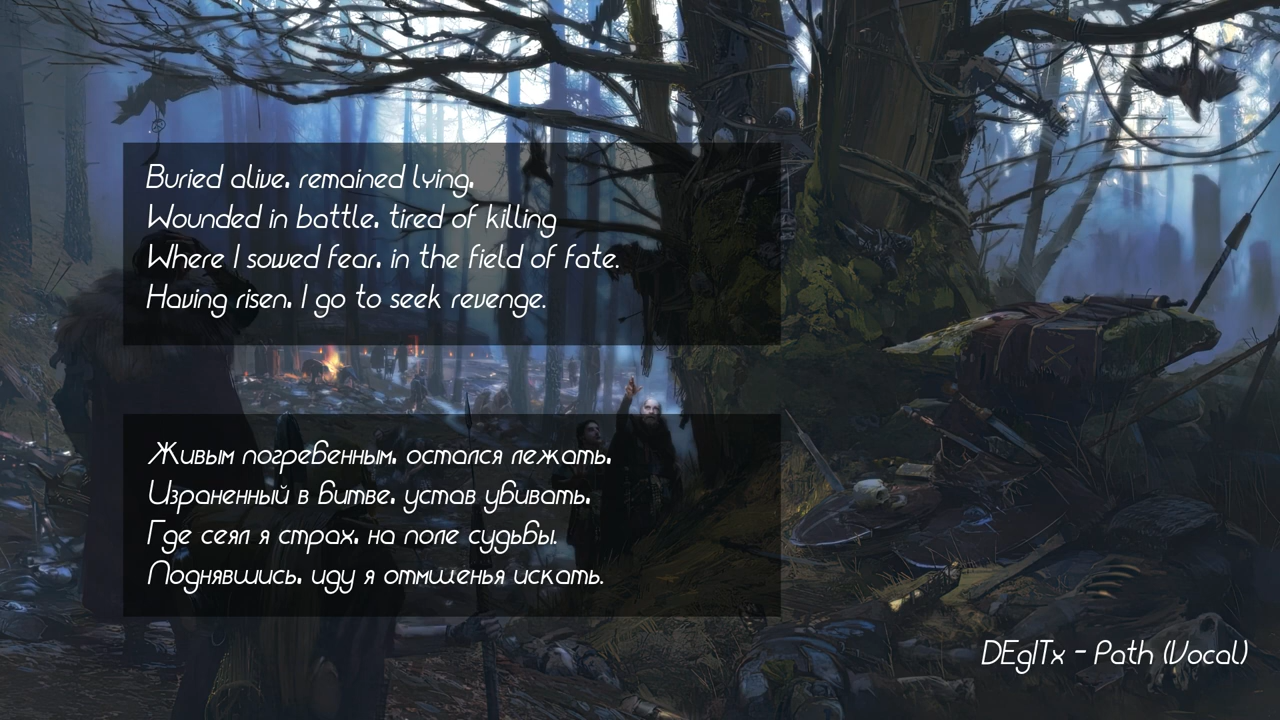 Buried alive, remained lying,
Wounded in battle, tired of killing
Where I sowed fear, in the field of fate.
Having risen, I go to seek revenge.
Живым погребенным, остался лежать,
Израненный в битве, устав убивать,
Где сеял я страх, на поле судьбы.
Поднявшись, иду я отмшенья искать.
DEgITx - Path (Vocal)